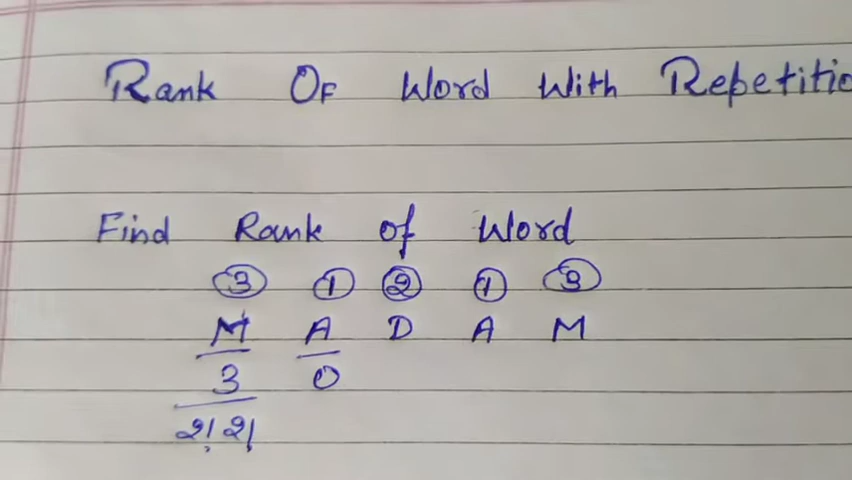 Rank Of Word With Repetitio
Find Rank of Word
3 1 2 1 3
M A D A M
3 0
2! 2!